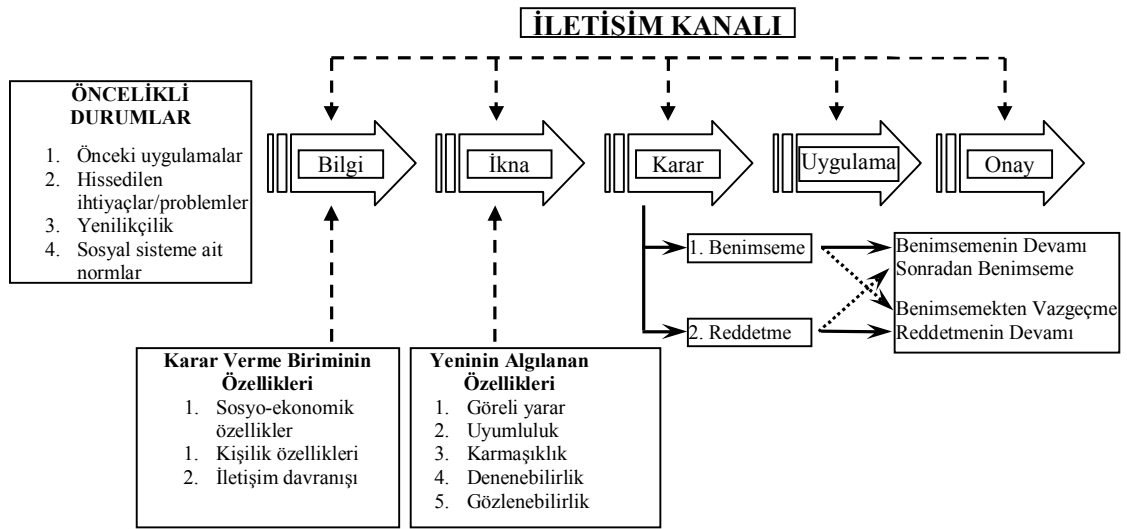 İLETİŞİM KANALI
ÖNCELİKLİ
DURUMLAR
1. Önceki uygulamalar
2. Hissedilen
ihtiyaçlar/problemler
3. Yenilikçilik
4. Sosyal sisteme ait
normlar
Bilgi
İkna
Karar
Uygulama
Onay
1. Benimseme
2. Reddetme
Benimsemenin Devamı
Sonradan Benimseme
Benimsemekten Vazgeçme
Reddetmenin Devamı
Karar Verme Biriminin
Özellikleri
1. Sosyo-ekonomik
özellikler
1. Kişilik özellikleri
2. İletişim davranışı
Yeninin Algılanan
Özellikleri
1. Göreli yarar
2. Uyumluluk
3. Karmaşıklık
4. Denenebilirlik
5. Gözlenebilirlik